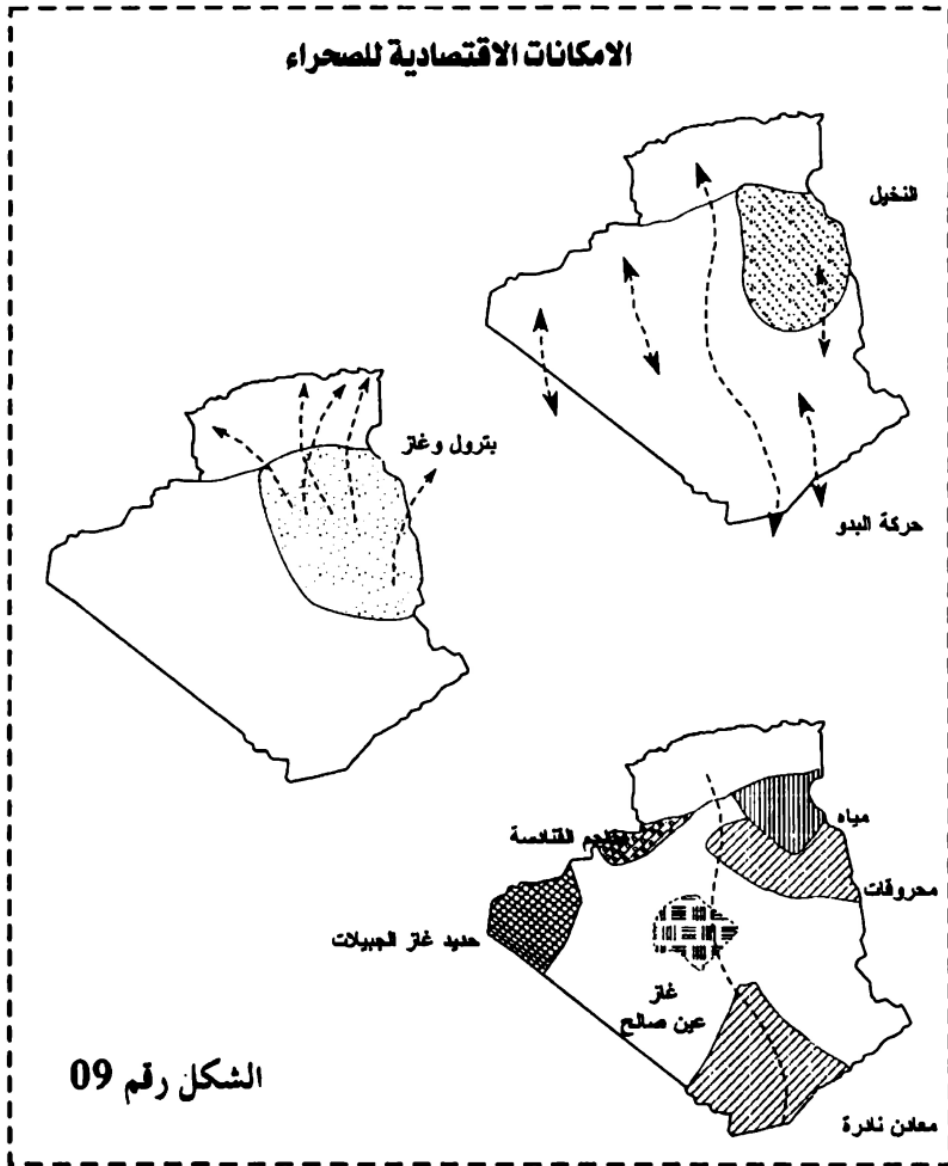 الامكانات الاقتصادية للصحراء
النخيل
بترول وغاز
حركة البدو
مياه
القنادسة
محروقات
حديد غاز الجبيلات
غاز
عين صالح
الشكل رقم 09
معادن نادرة